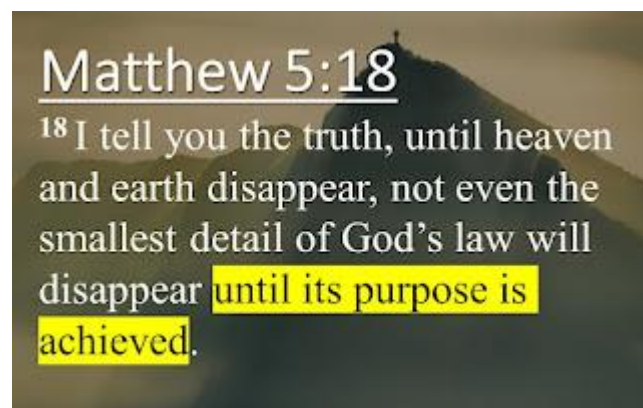 Matthew 5:18
18 I tell you the truth, until heaven
and earth disappear, not even the
smallest detail of God’s law will
disappear until its purpose is
achieved.